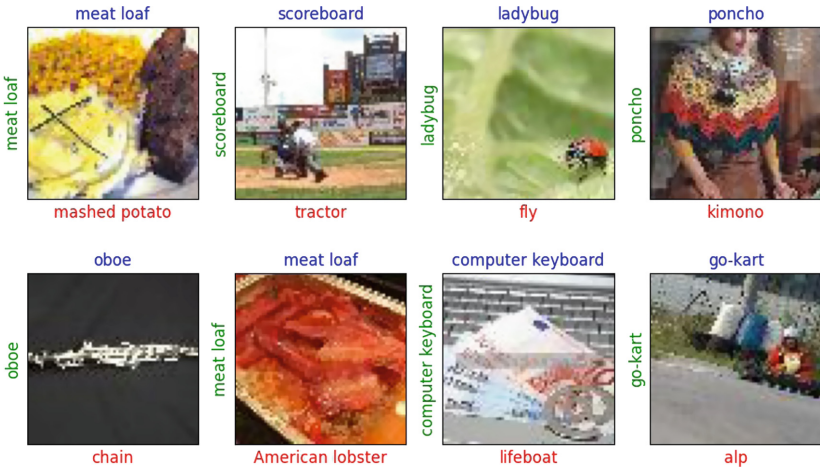 meat loaf
scoreboard
ladybug
poncho
meat loaf
scoreboard
ladybug
poncho
mashed potato
tractor
fly
kimono
oboe
meat loaf
computer keyboard
go-kart
oboe
meat loaf
computer keyboard
go-kart
chain
American lobster
lifeboat
alp